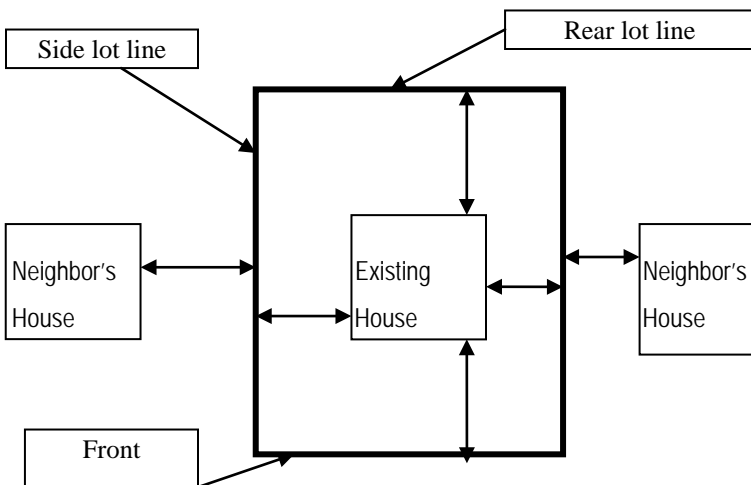 Side lot line
Rear lot line
Neighbor's
House
Existing
House
Neighbor's
House
Front